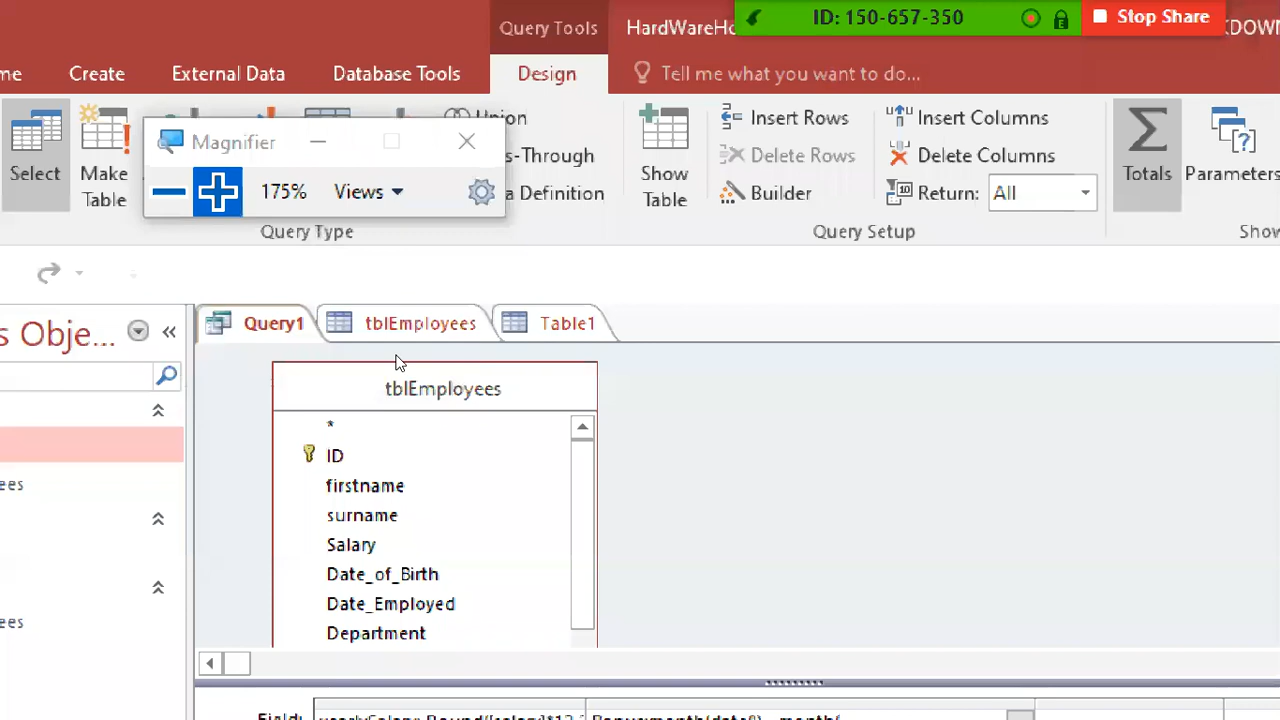 Query Tools
HardWareHo
ID: 150-657-350
Stop Share
KDOWN
me
Create
External Data
Database Tools
Design
Tell me what you want to do...
Select
Make
Table
Magnifier
175%
Views
Union
s-Through
a Definition
Query Type
Show
Table
Insert Rows
Delete Rows
Builder
Insert Columns
Delete Columns
Return:
All
Query Setup
Totals
Parameters
Show
s Obje...
Query1
tblEmployees
Table1
tblEmployees
*
ID
firstname
surname
Salary
Date_of_Birth
Date_Employed
Department
ees
ees
Field: